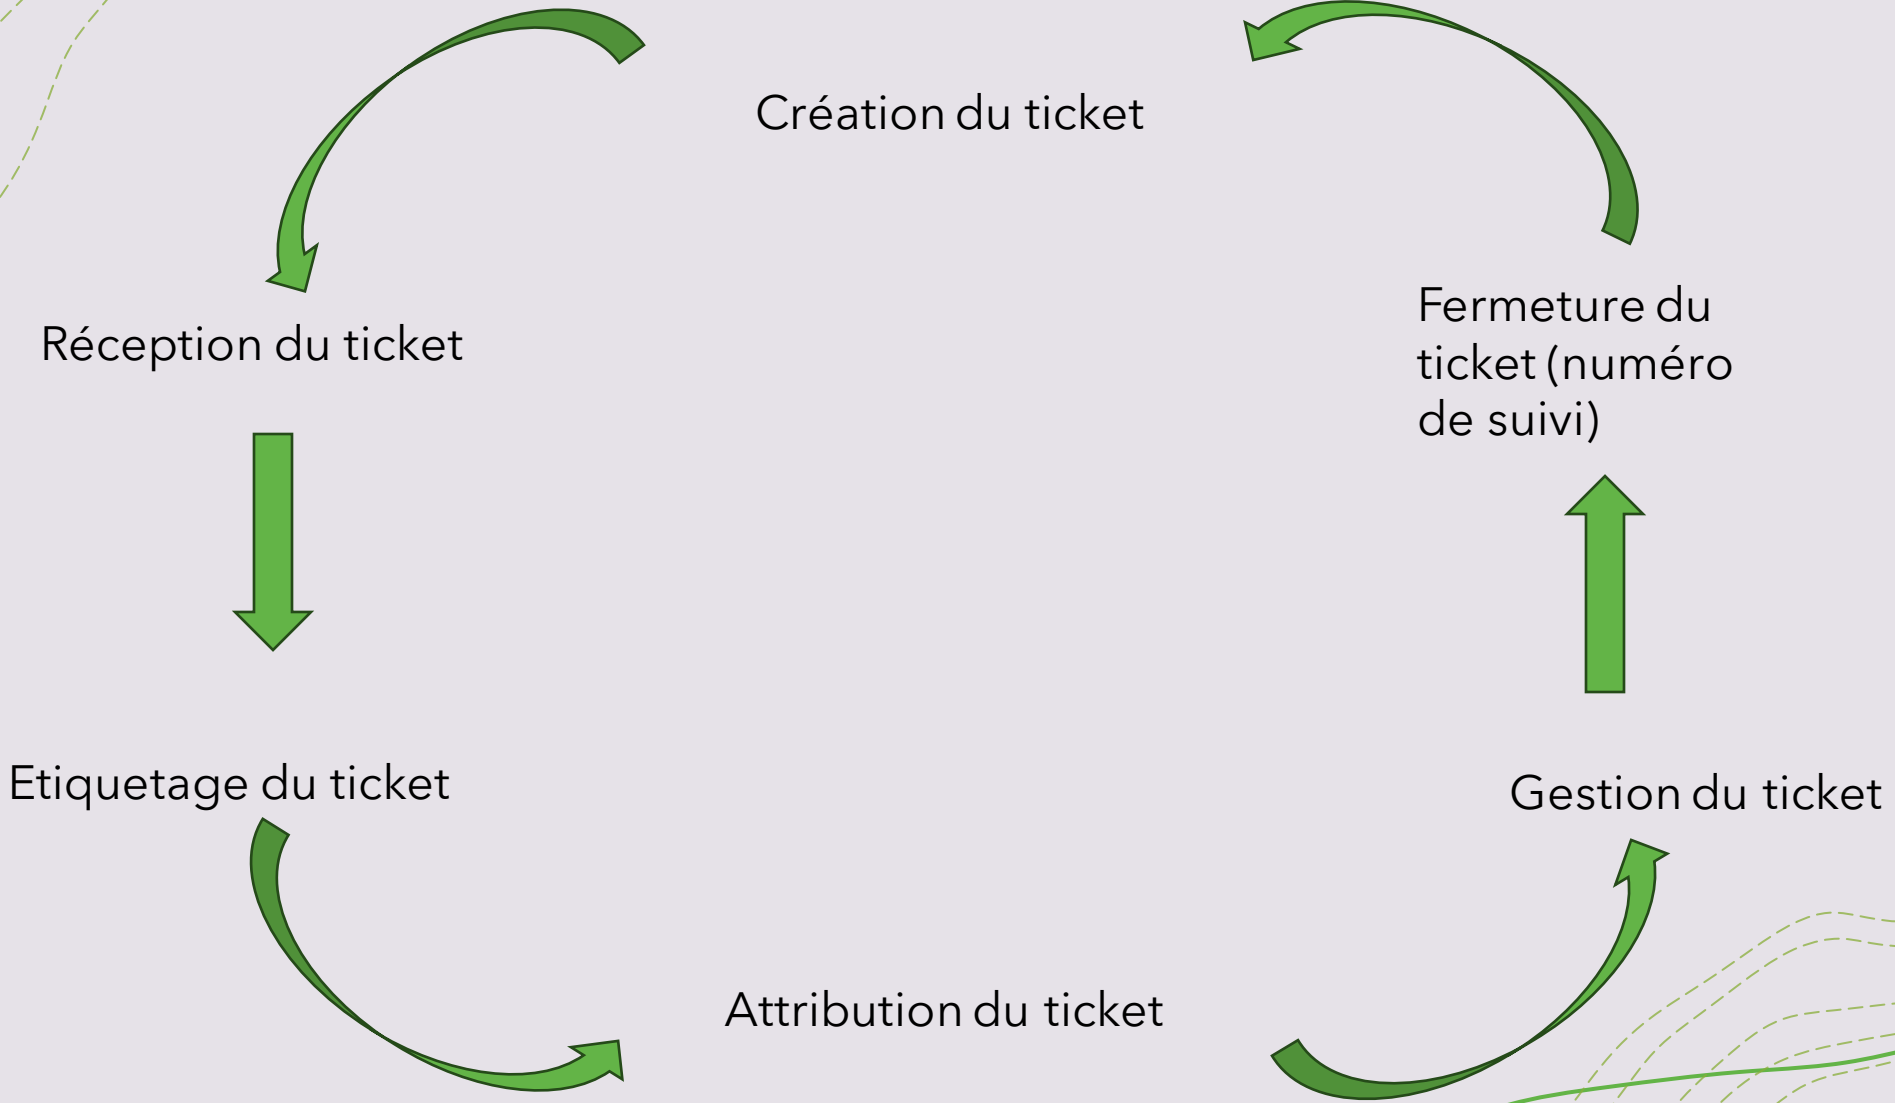 Création du ticket
Réception du ticket
Fermeture du
ticket (numéro
de suivi)
Etiquetage du ticket
Gestion du ticket
Attribution du ticket